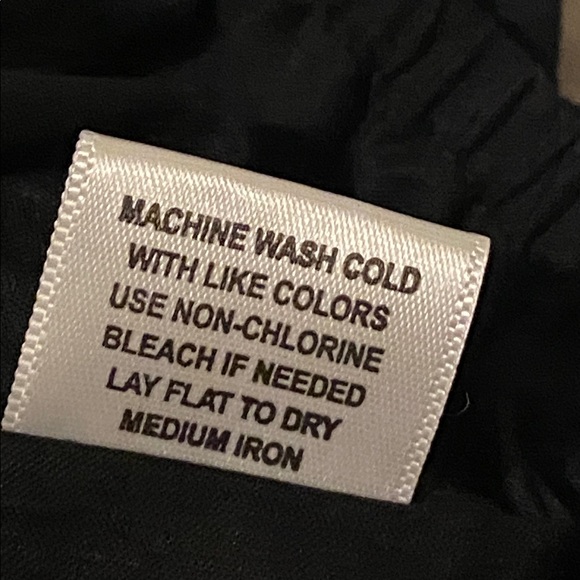 MACHINE WASH COLD
WITH LIKE COLORS
USE NON-CHLORINE
BLEACH IF NEEDED
LAY FLAT TO DRY
MEDIUM IRON